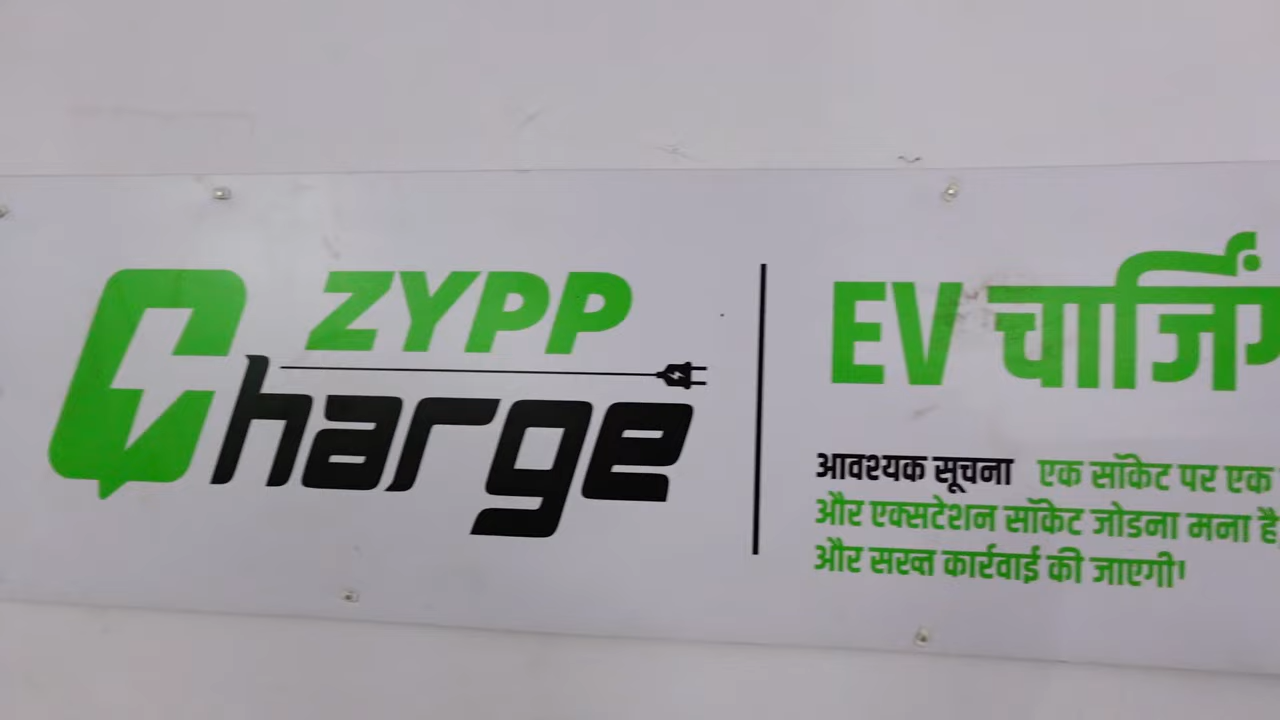 ZYPP
Charge
EV चार्जिंग
आवश्यक सूचना एक सॉकेट पर एक
और एक्सटेशन सॉकेट जोडना मना है,
और सख्त कार्रवाई की जाएगी'